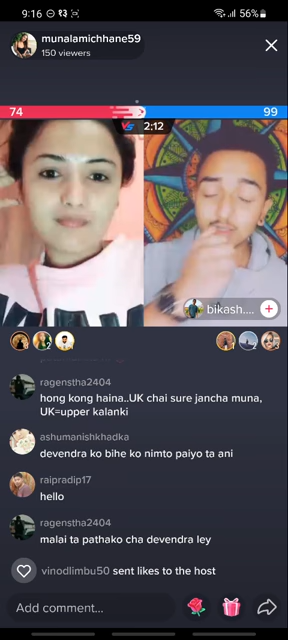 9:16 १३ 56%
munalamichhane59
150 viewers
74 VS 2:12 99
bikash....
ragenstha2404
hong kong haina..UK chai sure jancha muna,
UK=upper kalanki
ashumanishkhadka
devendra ko bihe ko nimto paiyo ta ani
raipradip17
hello
ragenstha2404
malai ta pathako cha devendra ley
vinodlimbu50 sent likes to the host
Add comment...